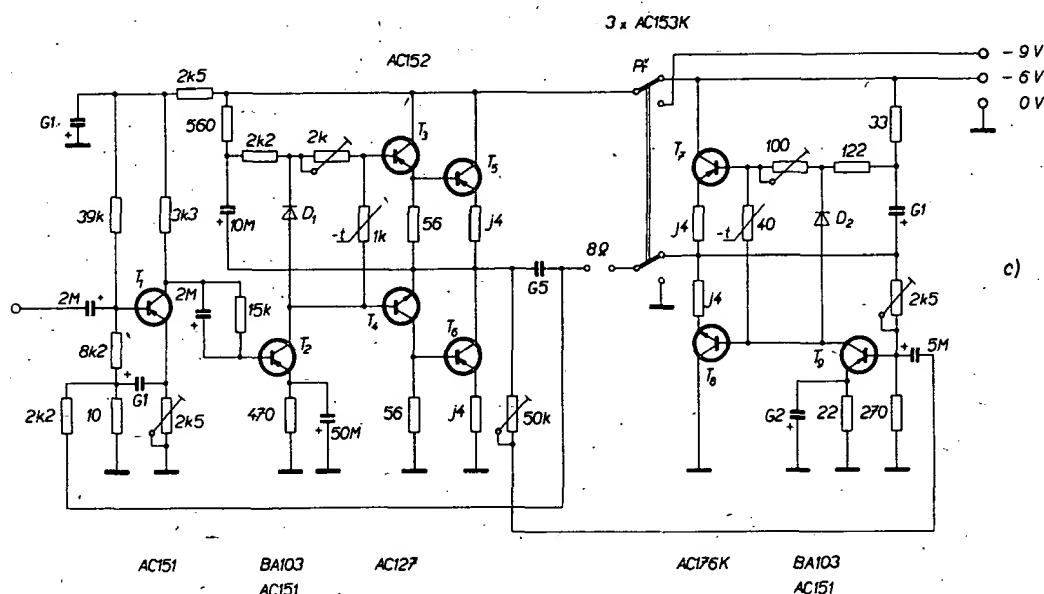 3 x AC153K
AC152
Př
- 9 V
- 6 V
0 V
2k5
G1
+
560
2k2
2k
T3
T5
T7
100
122
33
39k
3k3
10M
+
D1
-t
1k
56
j4
j4
-t
40
D2
G1
+
8Ω
G5
c)
2M
+
T1
2M
+
15k
T4
T6
j4
2k5
8k2
T2
T8
T9
5M
+
2k2
10
+
G1
2k5
470
50M
+
56
j4
50k
G2
+
22
270
AC151
BA103
AC127
AC176K
BA103
AC151
AC151